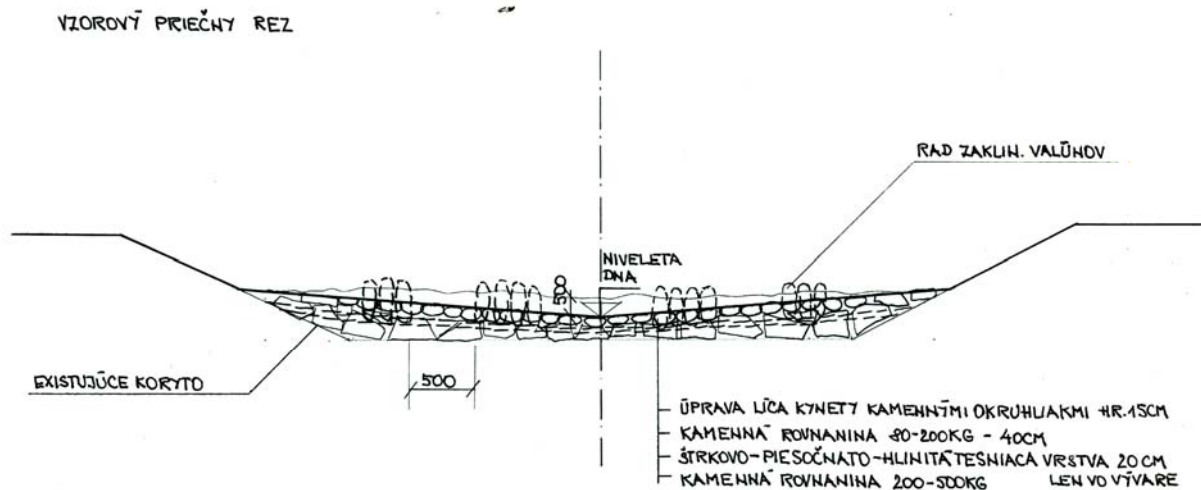 VZOROVÝ PRIEČNY REZ
RAD ZAKLIN. VALÚNOV
NIVELETA
DNA
500
EXISTUJÚCE KORYTO
500
ÚPRAVA LÍCA KYNETY KAMENNÝMI OKRUHLIAKMI HR.15CM
KAMENNÁ ROVNANINA 80-200KG - 40CM
ŠTRKOVO-PIESOČNATO-HLINITÁ TESNIACA VRSTVA 20CM
KAMENNÁ ROVNANINA 200-500KG LEN VO VÝVARE